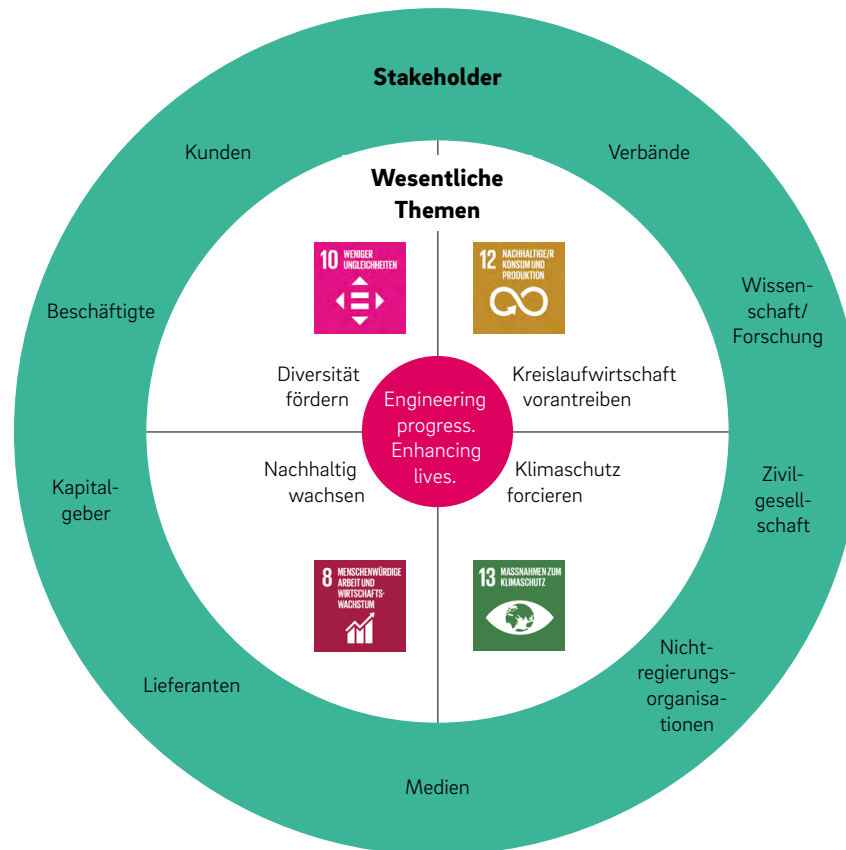 Stakeholder
Kunden
Verbände
Wesentliche
Themen
10 WENIGER
UNGLEICHHEITEN
12 NACHHALTIGE/R
KONSUM UND
PRODUKTION
Beschäftigte
Wissen-
schaft/
Forschung
Diversität
fördern
Kreislaufwirtschaft
vorantreiben
Engineering
progress.
Enhancing
lives.
Nachhaltig
wachsen
Klimaschutz
forcieren
Kapital-
geber
Zivil-
gesell-
schaft
8 MENSCHENWÜRDIGE
ARBEIT UND
WIRTSCHAFTS-
WACHSTUM
13 MASSNAHMEN ZUM
KLIMASCHUTZ
Lieferanten
Nicht-
regierungs-
organisa-
tionen
Medien